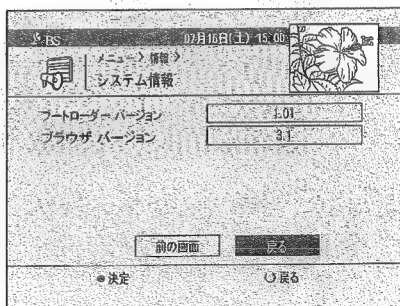 BS 07月16日(土) 15:00
メニュー > 情報 >
システム情報
ブートローダー バージョン 1.01
ブラウザ バージョン 3.1
前の画面 戻る
決定 戻る